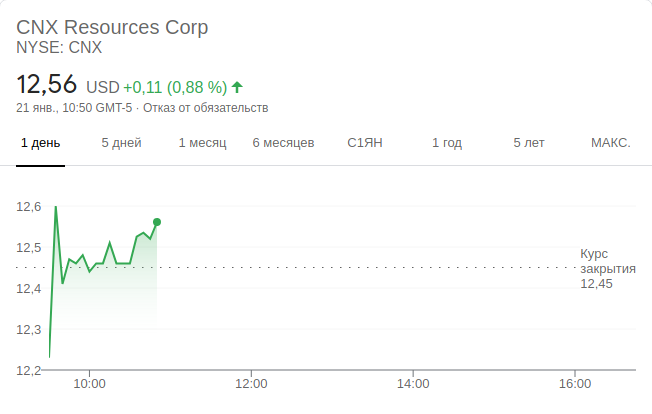 CNX Resources Corp
NYSE: CNX
12,56 USD +0,11 (0,88 %)
21 янв., 10:50 GMT-5 · Отказ от обязательств
1 день 5 дней 1 месяц 6 месяцев С1ЯН 1 год 5 лет МАКС.
12,6
12,5
12,4
12,3
12,2
Курс
закрытия
12,45
10:00 12:00 14:00 16:00